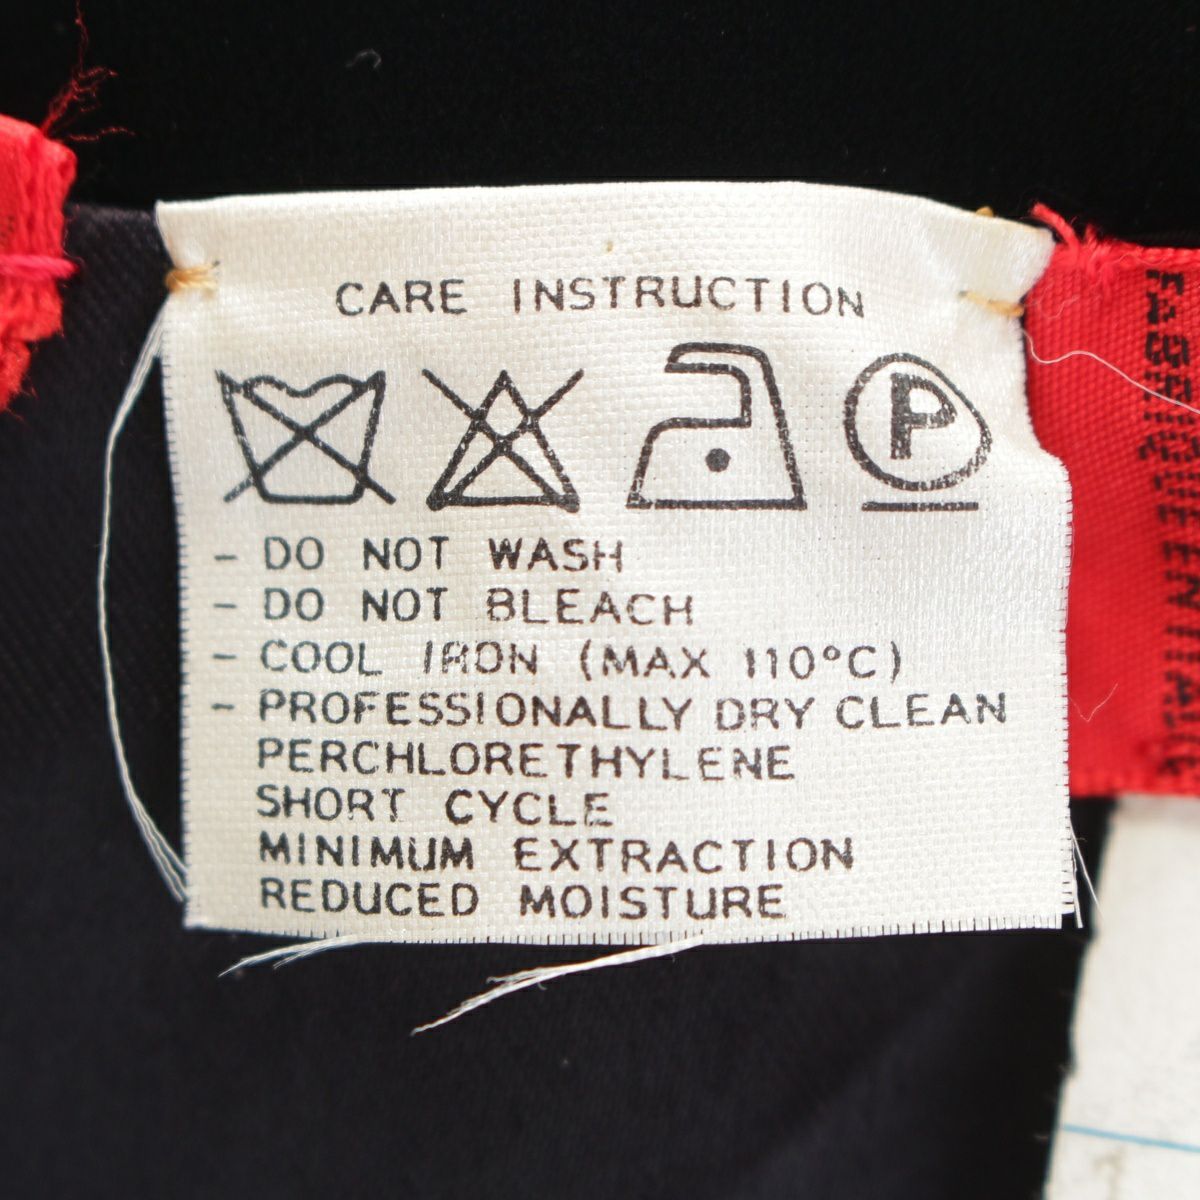 CARE INSTRUCTION
P
- DO NOT WASH
- DO NOT BLEACH
- COOL IRON (MAX 110°C)
- PROFESSIONALLY DRY CLEAN
PERCHLORETHYLENE
SHORT CYCLE
MINIMUM EXTRACTION
REDUCED MOISTURE